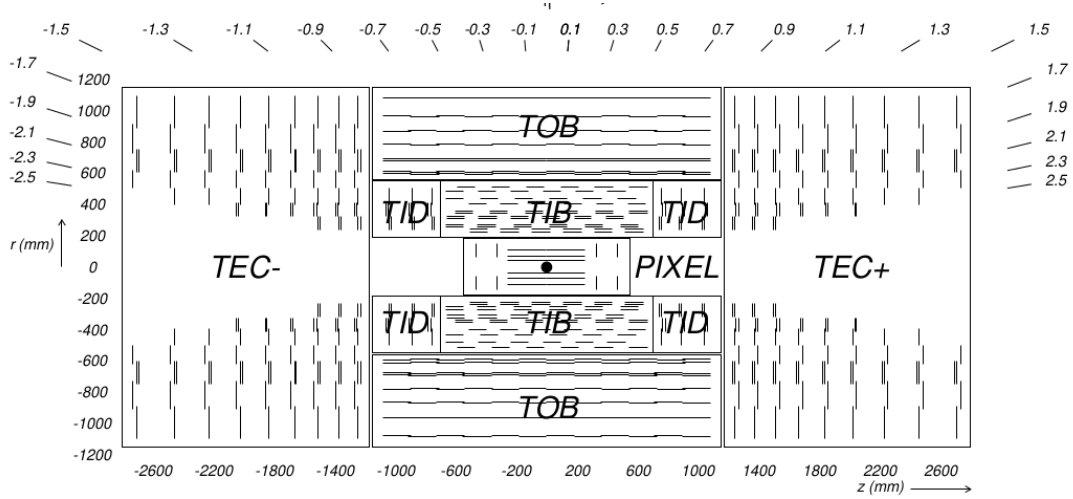 -1.5 -1.3 -1.1 -0.9 -0.7 -0.5 -0.3 -0.1 0.1 0.3 0.5 0.7 0.9 1.1 1.3 1.5
-1.7 1.7
1200
-1.9 1000 1.9
-2.1 800 TOB 2.1
-2.3 600 2.3
-2.5 2.5
400
TID TIB TID
200
r (mm)
0 TEC- PIXEL TEC+
-200
-400 TID TIB TID
-600
-800
TOB
-1000
-1200
-2600 -2200 -1800 -1400 -1000 -600 -200 200 600 1000 1400 1800 2200 2600
z (mm)